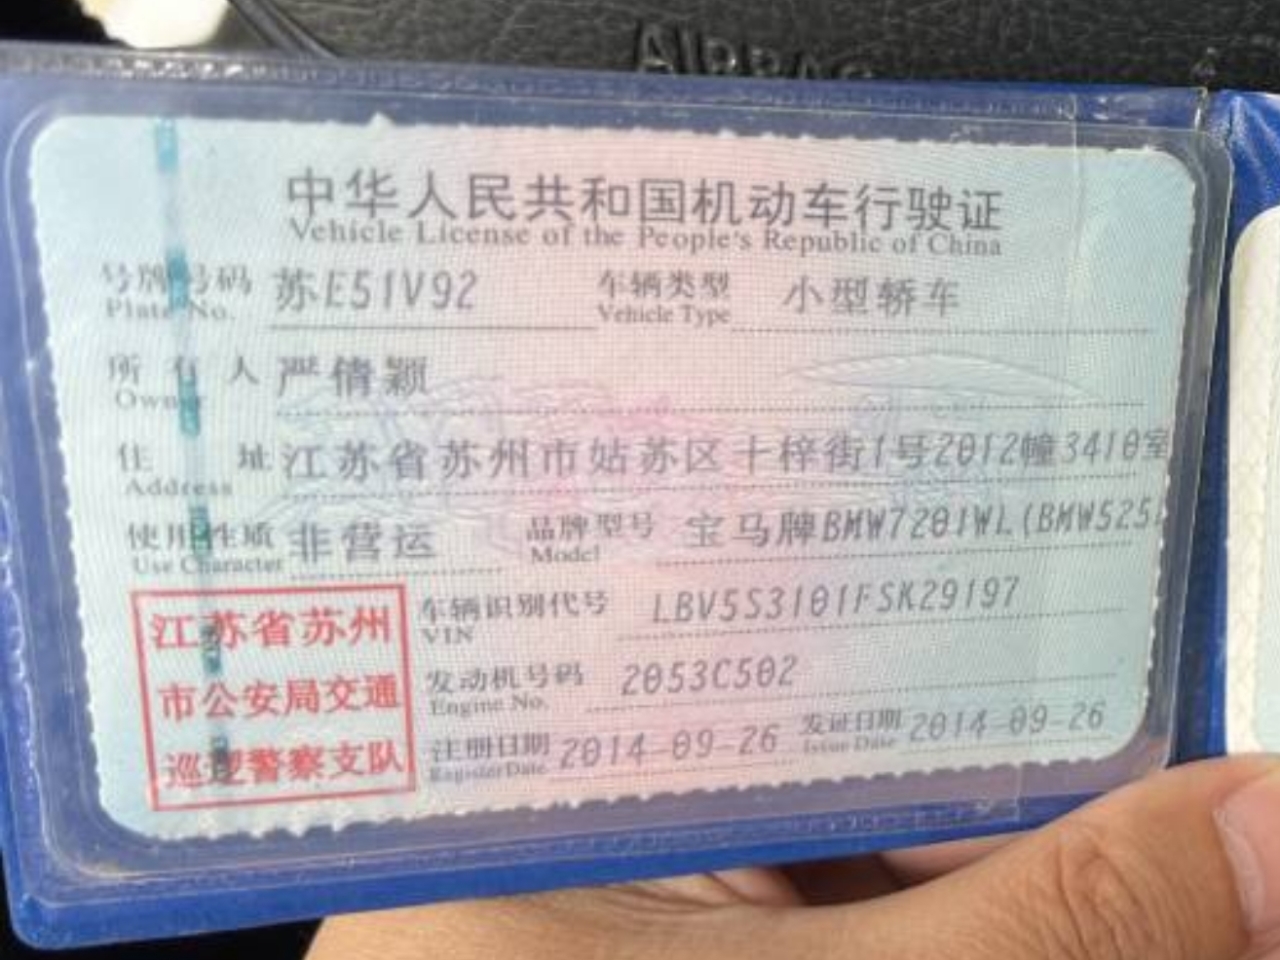 AIRBAG
中华人民共和国机动车行驶证
Vehicle License of the People's Republic of China
号牌号码 苏E51V92 车辆类型 小型轿车
Plate No. Vehicle Type
所有人 严倩颖
Owner
住址 江苏省苏州市姑苏区十梓街1号2012幢3410室
Address
使用性质 非营运 品牌型号 宝马牌BMW7201WL(BMW525L
Use Character Model
江苏省苏州
市公安局交通
巡逻警察支队
车辆识别代号 LBV5S3101FSK29197
VIN
发动机号码 2053C502
Engine No.
注册日期 2014-09-26 发证日期 2014-09-26
Register Date Issue Date